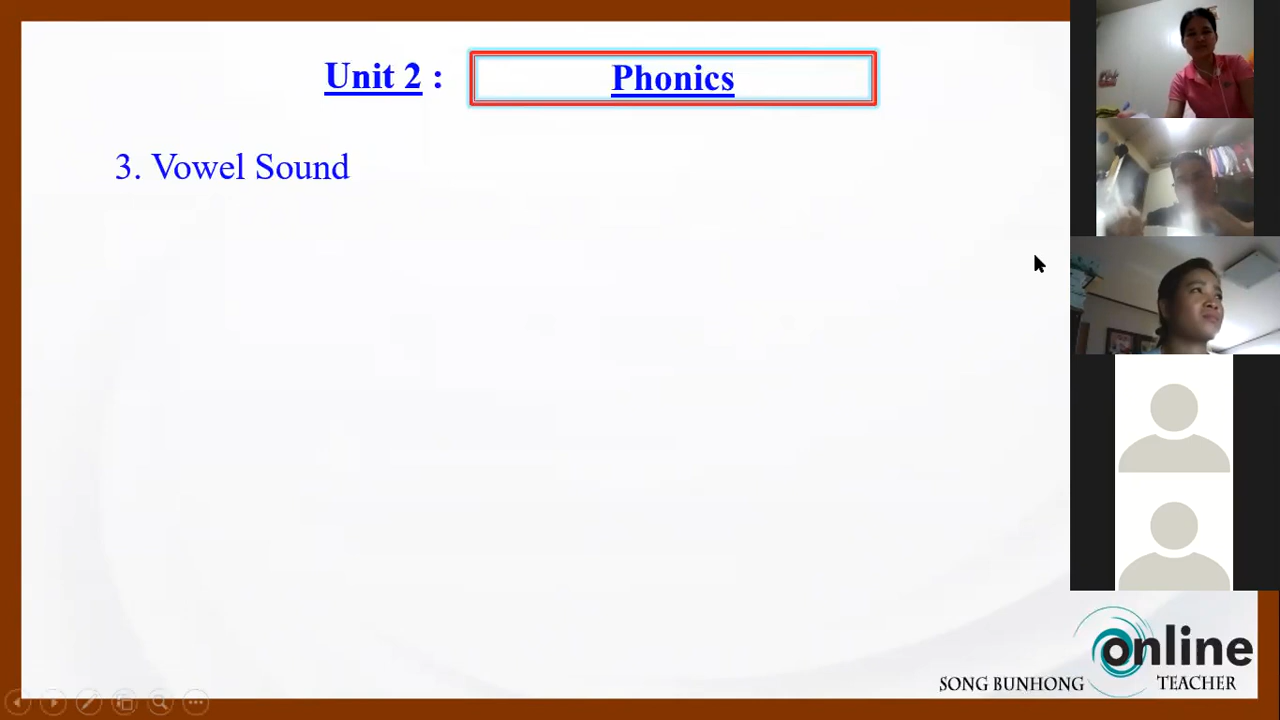 Unit 2 :
Phonics
3. Vowel Sound
online
SONG BUNHONG
TEACHER